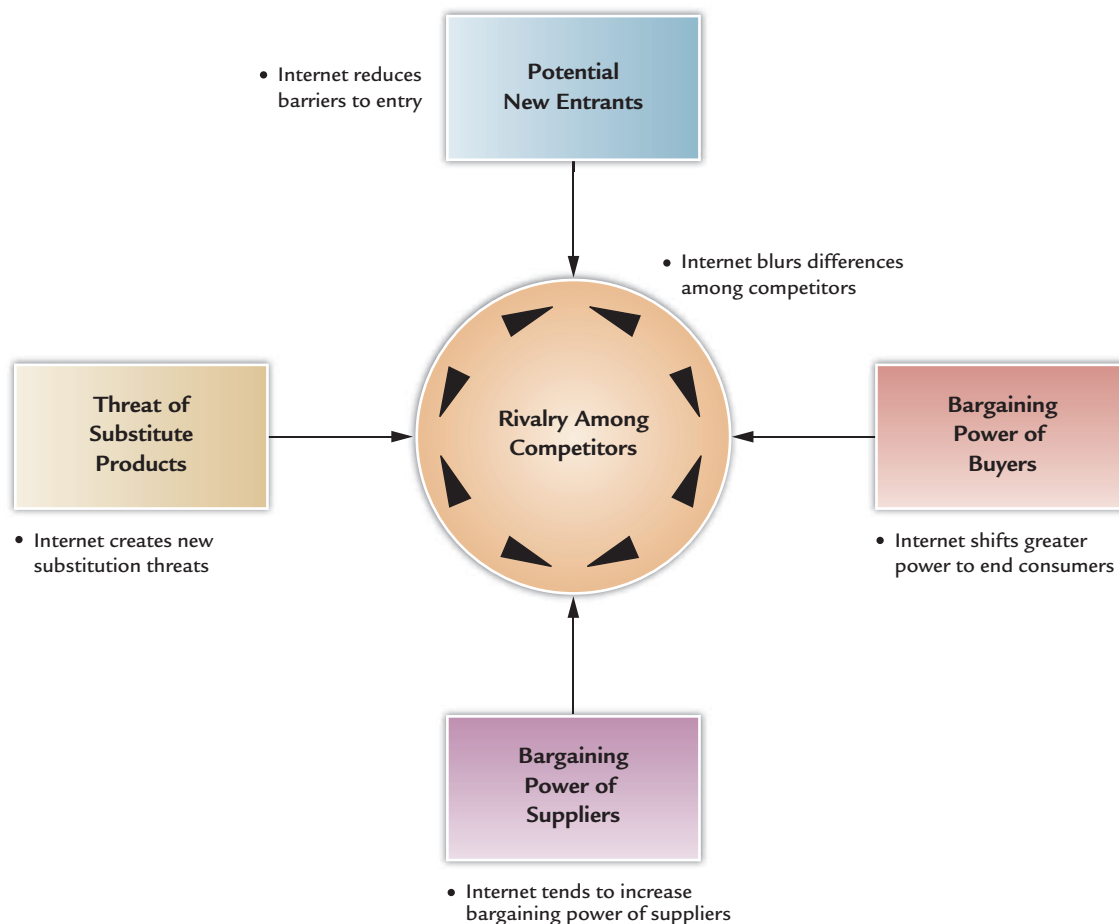 • Internet reduces
barriers to entry
Potential
New Entrants
• Internet blurs differences
among competitors
Threat of
Substitute
Products
Rivalry Among
Competitors
Bargaining
Power of
Buyers
• Internet creates new
substitution threats
• Internet shifts greater
power to end consumers
Bargaining
Power of
Suppliers
• Internet tends to increase
bargaining power of suppliers